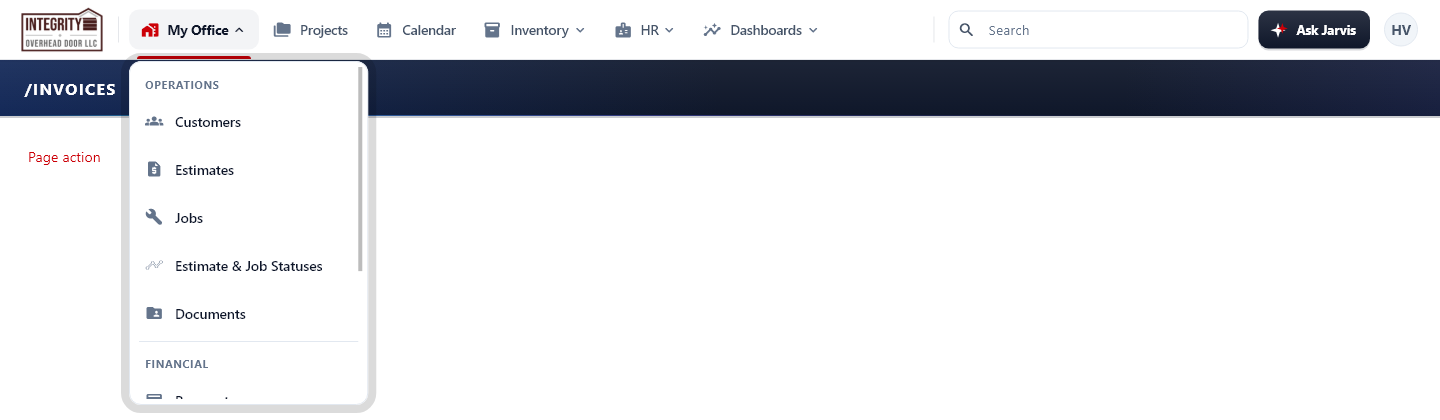 INTEGRITY
OVERHEAD DOOR LLC
My Office
Projects
Calendar
Inventory
HR
Dashboards
Search
Ask Jarvis
HV
/INVOICES
OPERATIONS
Customers
Page action
Estimates
Jobs
Estimate & Job Statuses
Documents
FINANCIAL